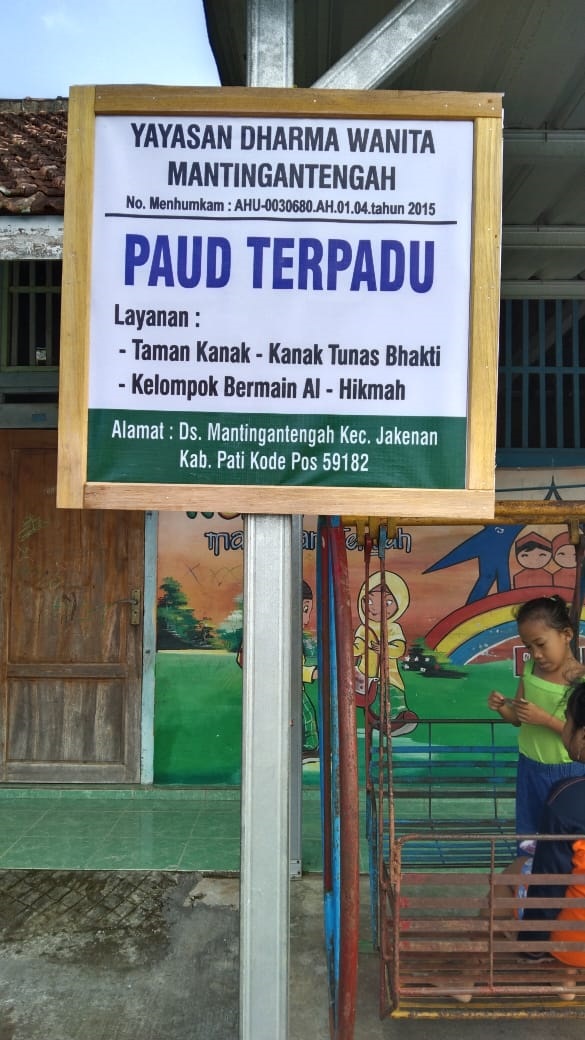 YAYASAN DHARMA WANITA
MANTINGANTENGAH
No. Menhumkam : AHU-0030680.AH.01.04.tahun 2015
PAUD TERPADU
Layanan :
- Taman Kanak - Kanak Tunas Bhakti
- Kelompok Bermain Al - Hikmah
Alamat : Ds. Mantingantengah Kec. Jakenan
Kab. Pati Kode Pos 59182